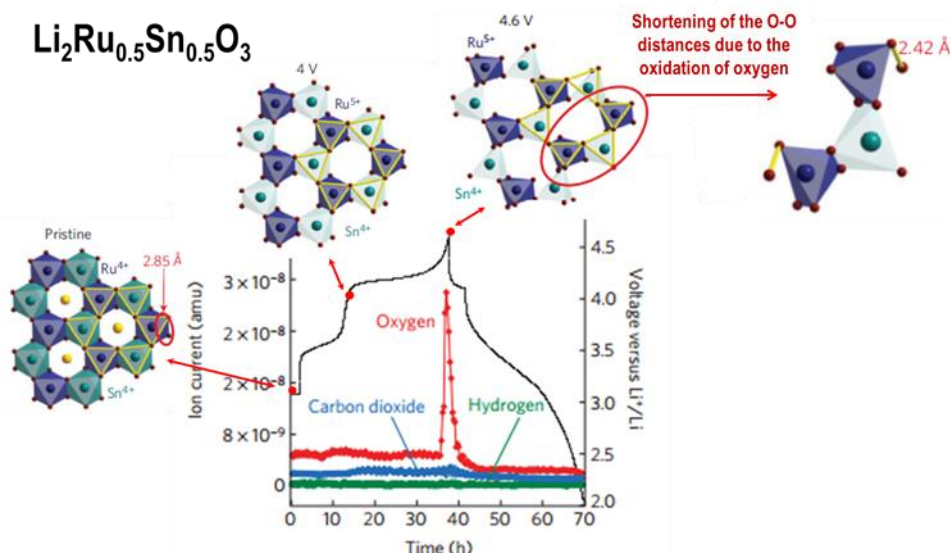 Li2Ru0.5Sn0.5O3
4 V
Ru5+
Sn4+
4.6 V
Ru5+
Sn4+
Shortening of the O-O
distances due to the
oxidation of oxygen
2.42 Å
Pristine
Ru4+
2.85 Å
Sn4+
Ion current (amu)
3 × 10-8
2 × 10-8
2 × 10-8
8 × 10-9
0
Oxygen
Carbon dioxide
Hydrogen
4.5
4.0
3.5
3.0
2.5
2.0
Voltage versus Li+/Li
0 10 20 30 40 50 60 70
Time (h)